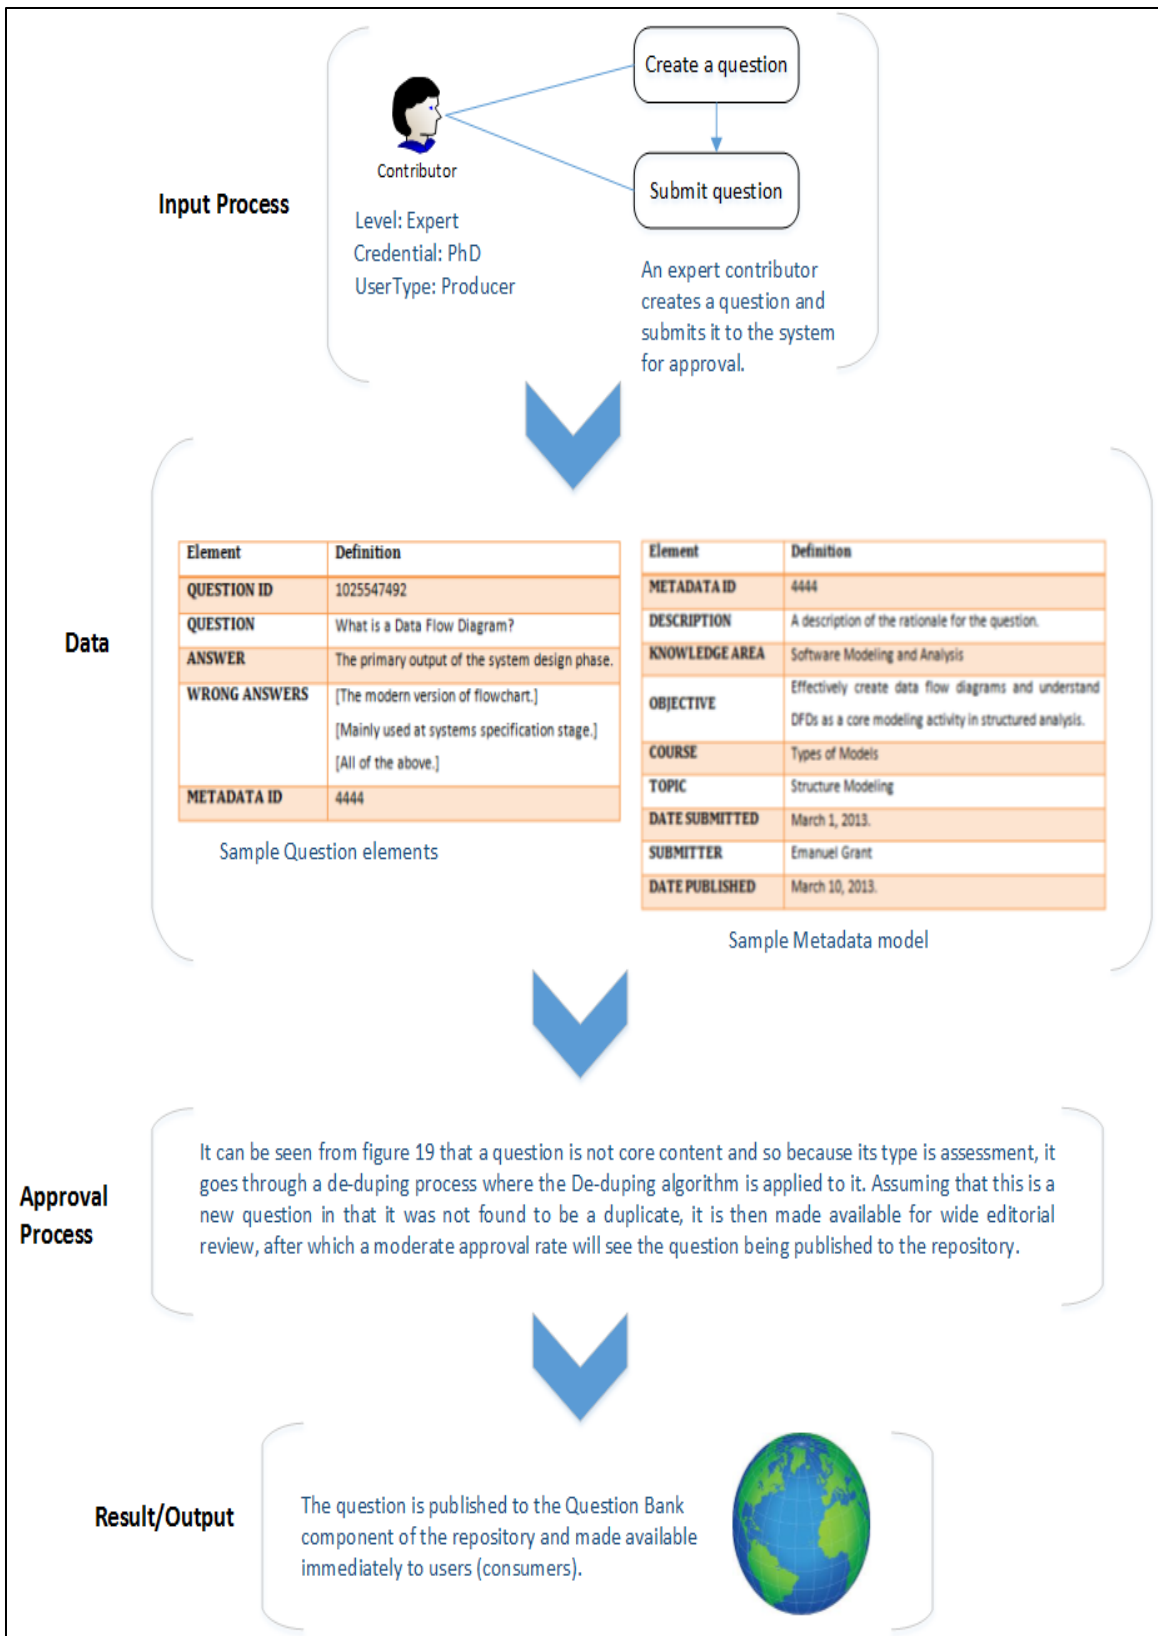 Create a question
Contributor
Submit question
Input Process
Level: Expert
Credential: PhD
UserType: Producer
An expert contributor
creates a question and
submits it to the system
for approval.
Data
Element Definition
QUESTION ID 1025547492
QUESTION What is a Data Flow Diagram?
ANSWER The primary output of the system design phase.
WRONG ANSWERS [The modern version of flowchart.]
[Mainly used at systems specification stage.]
[All of the above.]
METADATA ID 4444
Sample Question elements
Element Definition
METADATA ID 4444
DESCRIPTION A description of the rationale for the question.
KNOWLEDGE AREA Software Modeling and Analysis
OBJECTIVE Effectively create data flow diagrams and understand
DFDs as a core modeling activity in structured analysis.
COURSE Types of Models
TOPIC Structure Modeling
DATE SUBMITTED March 1, 2013.
SUBMITTER Emanuel Grant
DATE PUBLISHED March 10, 2013.
Sample Metadata model
Approval
Process
It can be seen from figure 19 that a question is not core content and so because its type is assessment, it
goes through a de-duping process where the De-duping algorithm is applied to it. Assuming that this is a
new question in that it was not found to be a duplicate, it is then made available for wide editorial
review, after which a moderate approval rate will see the question being published to the repository.
Result/Output
The question is published to the Question Bank
component of the repository and made available
immediately to users (consumers).